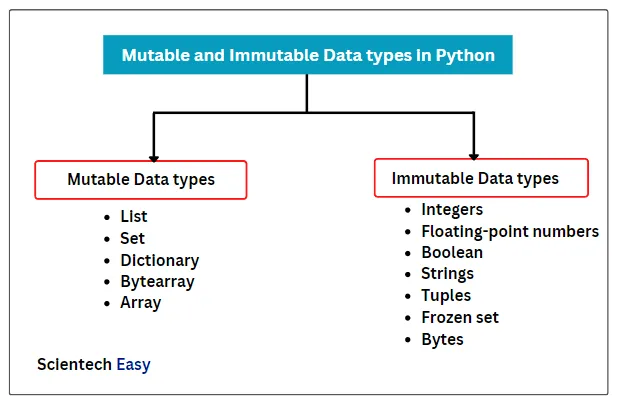 Mutable and Immutable Data types In Python
Mutable Data types
• List
• Set
• Dictionary
• Bytearray
• Array
Immutable Data types
• Integers
• Floating-point numbers
• Boolean
• Strings
• Tuples
• Frozen set
• Bytes
Scientech Easy